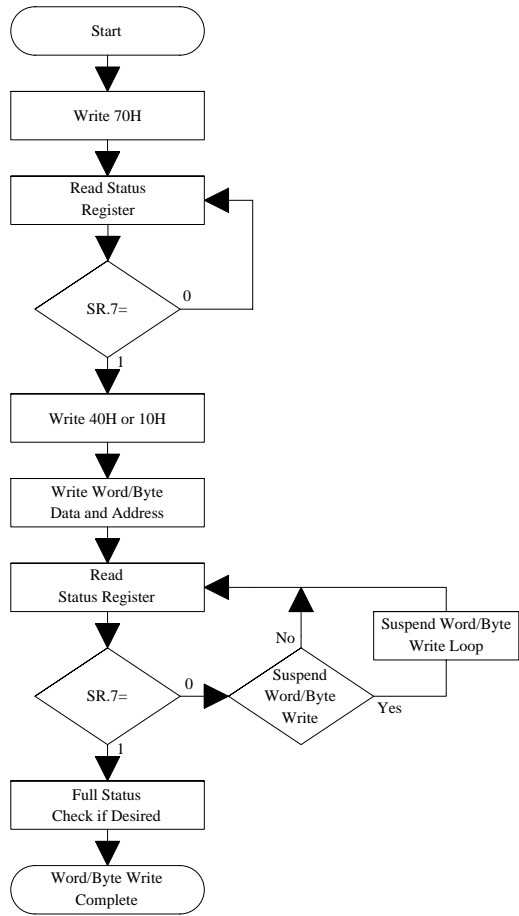 Start
Write 70H
Read Status
Register
SR.7=
0
1
Write 40H or 10H
Write Word/Byte
Data and Address
Read
Status Register
SR.7=
0
1
No
Suspend
Word/Byte
Write
Yes
Suspend Word/Byte
Write Loop
Full Status
Check if Desired
Word/Byte Write
Complete